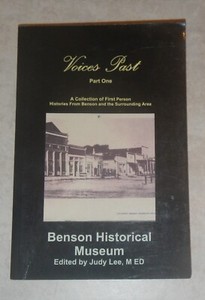 Voices Past
Part One
A Collection of First Person
Histories From Benson and the Surrounding Area
Benson Historical
Museum
Edited by Judy Lee, M ED